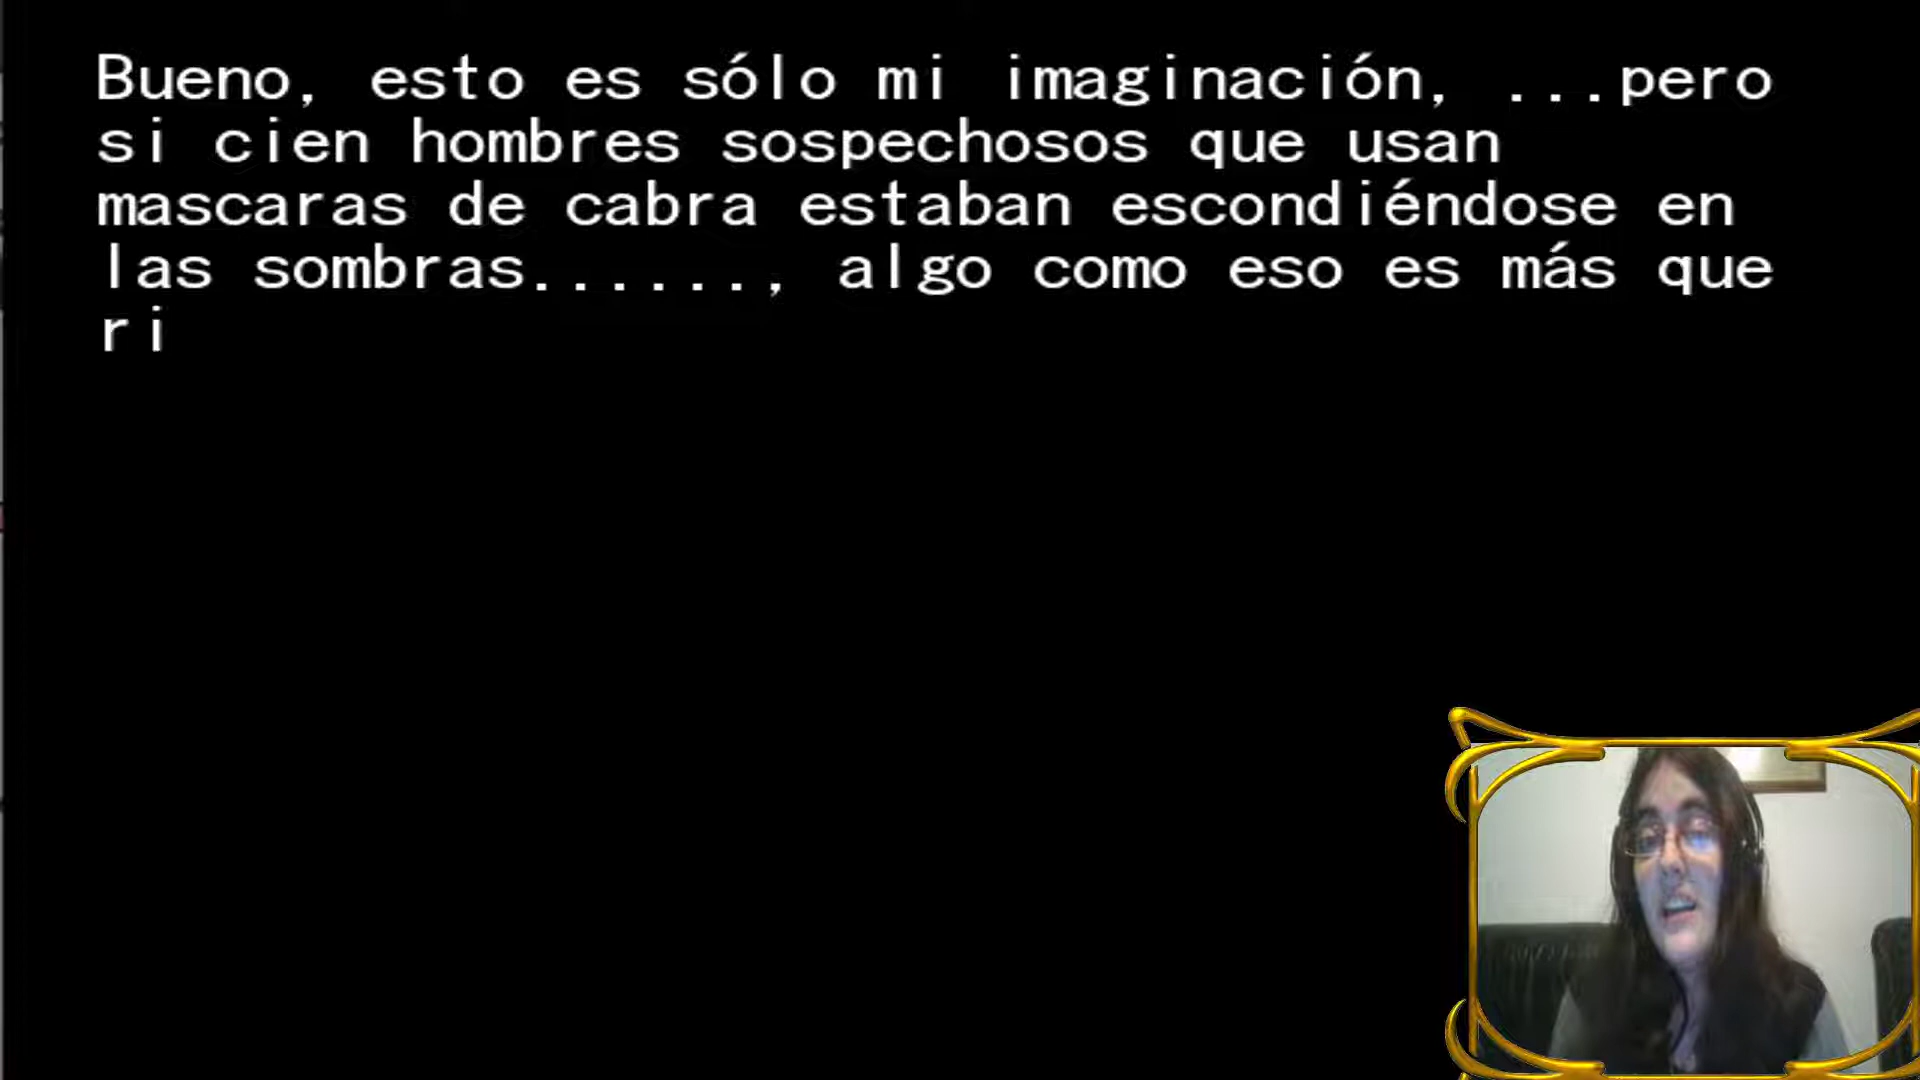 Bueno, esto es sólo mi imaginación, ...pero
si cien hombres sospechosos que usan
mascaras de cabra estaban escondiéndose en
las sombras......, algo como eso es más que
ri